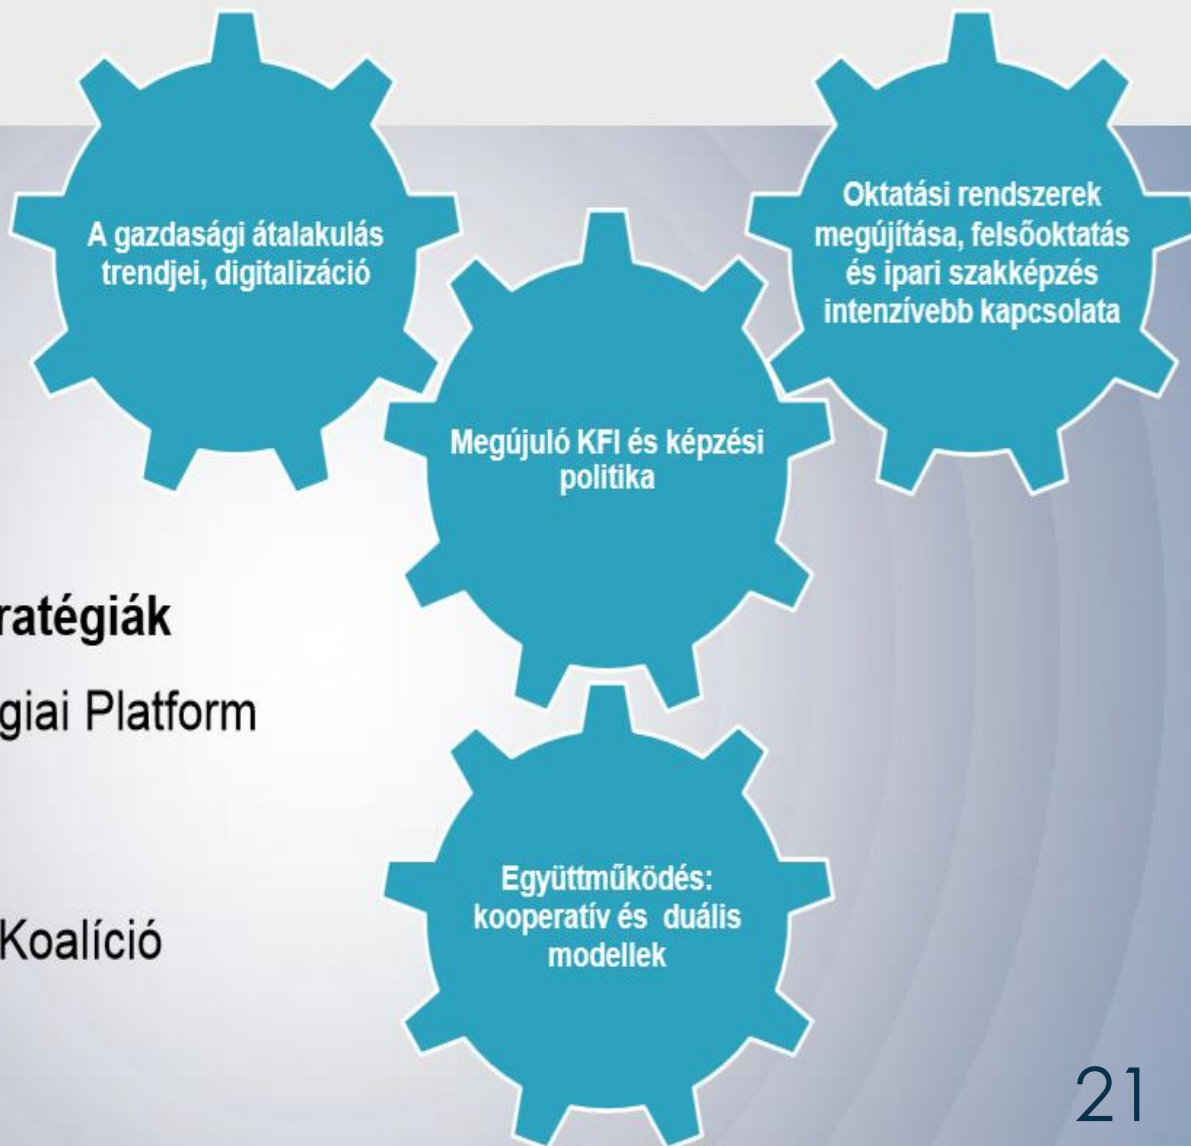 A gazdasági átalakulás
trendjei, digitalizáció
Oktatási rendszerek
megújítása, felsőoktatás
és ipari szakképzés
intenzívebb kapcsolata
Megújuló KFI és képzési
politika
ratégiák
giai Platform
Koalíció
Együttműködés:
kooperatív és duális
modellek
21